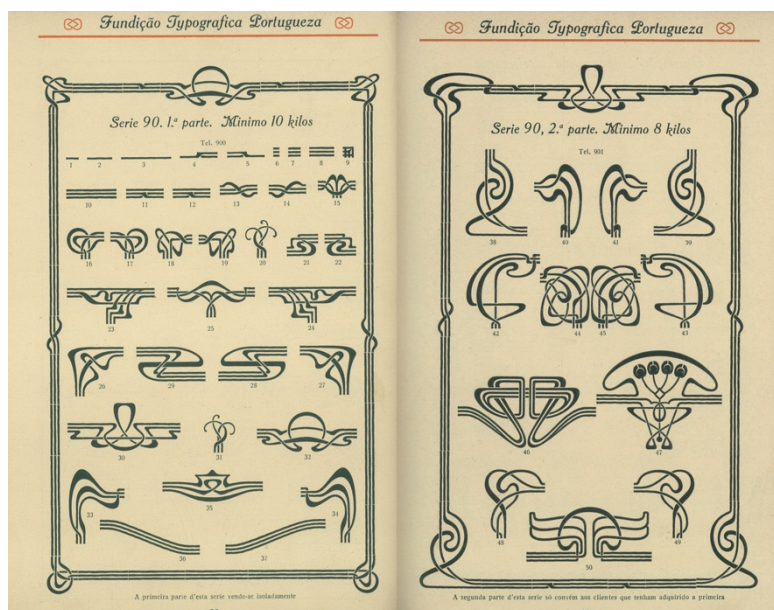 Fundição Typografica Portugueza
Serie 90. 1.ª parte. Minimo 10 kilos
Tel. 900
1 2 3 4 5 6 7 8 9
10 11 12 13 14 15
16 17 18 19 20 21 22
23 25 24
26 29 28 27
30 31 32
33 35 34
36 37
A primeira parte d'esta serie vende-se isoladamente
Fundição Typografica Portugueza
Serie 90, 2.ª parte. Minimo 8 kilos
Tel. 901
38 40 41 39
42 44 45 43
46 47
48 49
50
A segunda parte d'esta serie só convém aos clientes que tenham adquirido a primeira